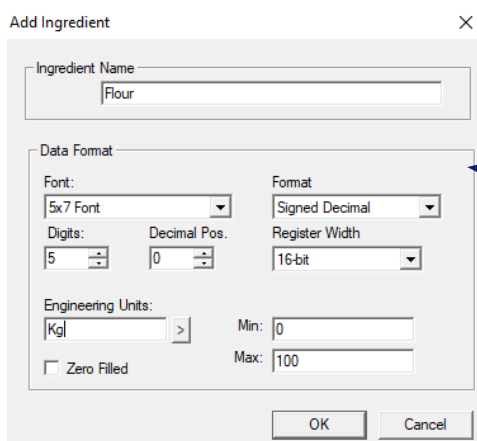 Add Ingredient
Ingredient Name
Flour
Data Format
Font: Format
5x7 Font Signed Decimal
Digits: Decimal Pos. Register Width
5 0 16-bit
Engineering Units:
Kg > Min: 0
Zero Filled Max: 100
OK Cancel